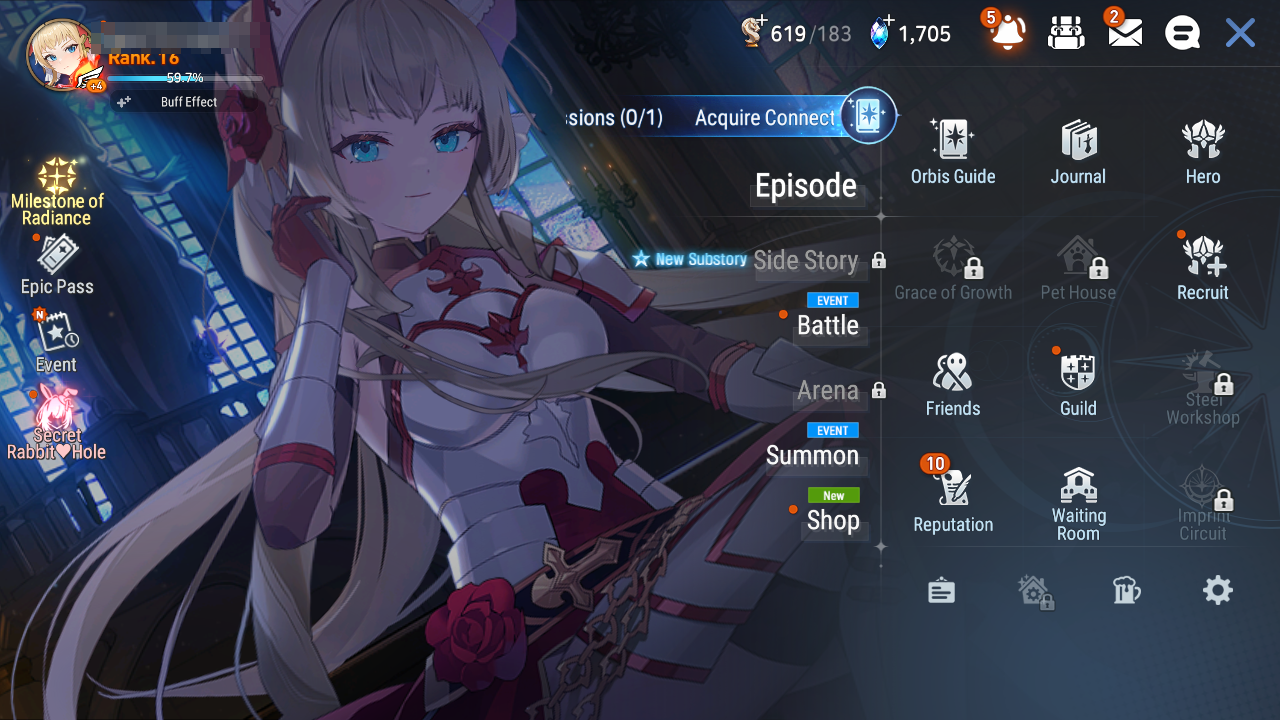 Rank. 16
59.7%
+4
Buff Effect
619/183
1,705
5
2
ssions (0/1)
Acquire Connect
Milestone of
Radiance
Epic Pass
N
Event
Secret
Rabbit♥Hole
Episode
New Substory
Side Story
EVENT
Battle
Arena
EVENT
Summon
New
Shop
Orbis Guide
Journal
Hero
Grace of Growth
Pet House
Recruit
Friends
Guild
Steel
Workshop
10
Reputation
Waiting
Room
Imprint
Circuit